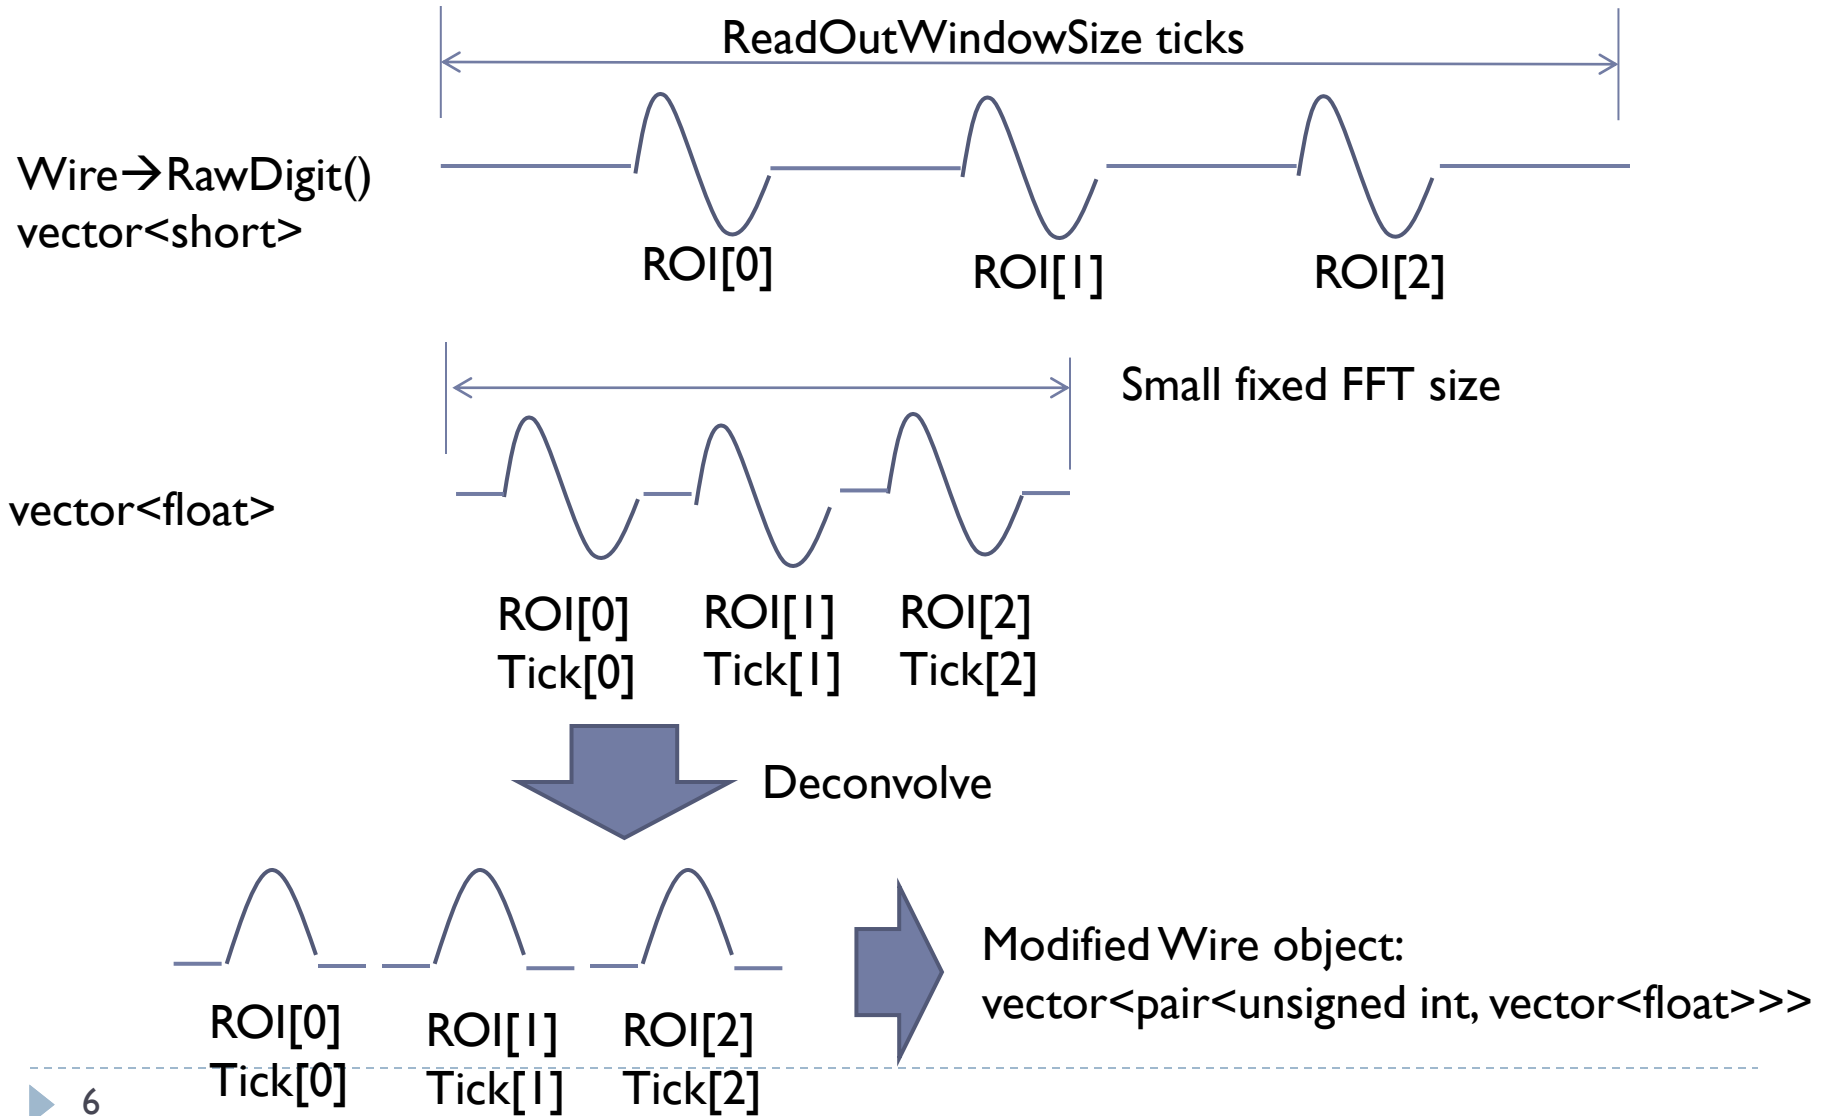 ReadOutWindowSize ticks
Wire→RawDigit()
vector<short>
ROI[0]
ROI[1]
ROI[2]
Small fixed FFT size
vector<float>
ROI[0]
Tick[0]
ROI[1]
Tick[1]
ROI[2]
Tick[2]
Deconvolve
Modified Wire object:
vector<pair<unsigned int, vector<float>>>
ROI[0]
Tick[0]
ROI[1]
Tick[1]
ROI[2]
Tick[2]
6